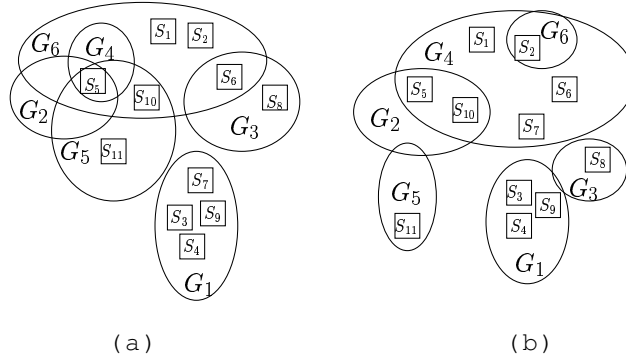 S1 S2
G6 G4
S5 S6
S10 S8
G2 G3
G5 S11
S7
S3 S9
S4
G1
(a)
S1 S2 G6
G4
S5 S6
S10
G2 S7
S8
G5 S3 G3
S9
S11 S4
G1
(b)